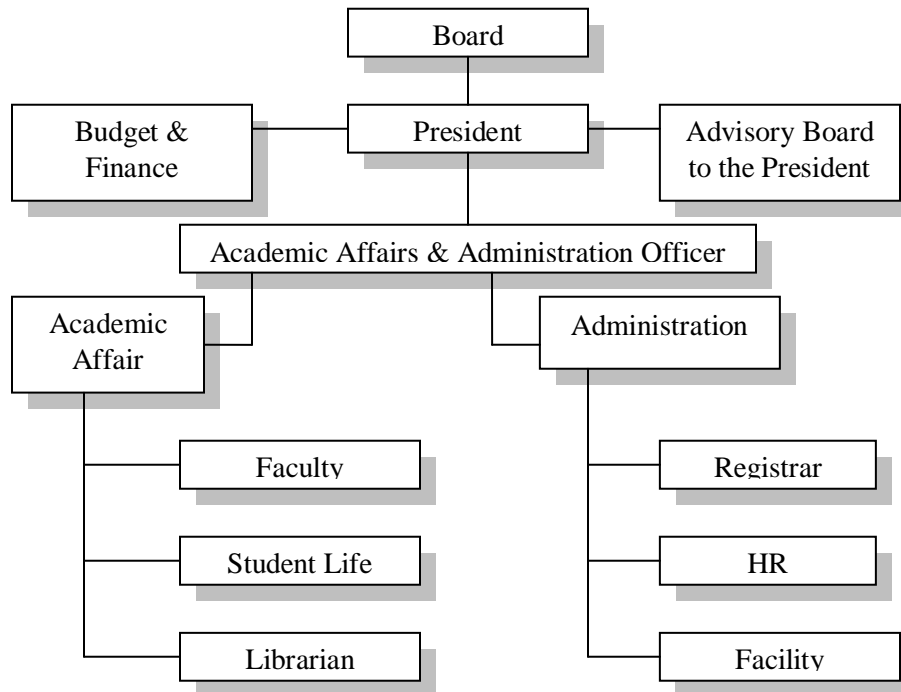 Board
Budget &
Finance
President
Advisory Board
to the President
Academic Affairs & Administration Officer
Academic
Affair
Administration
Faculty
Registrar
Student Life
HR
Librarian
Facility